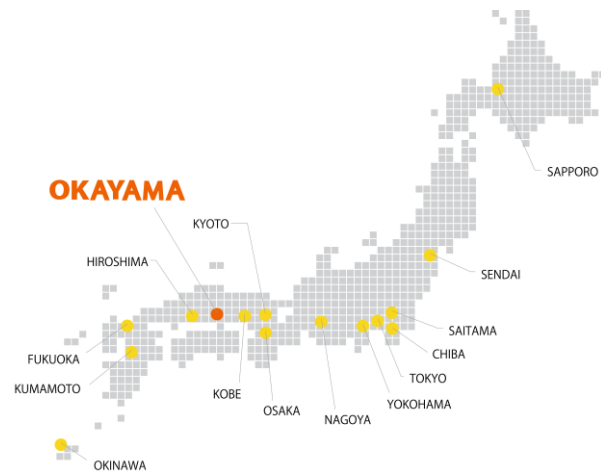 SAPPORO
OKAYAMA
KYOTO
HIROSHIMA
SENDAI
SAITAMA
CHIBA
FUKUOKA
TOKYO
KUMAMOTO
KOBE
OSAKA
YOKOHAMA
NAGOYA
OKINAWA